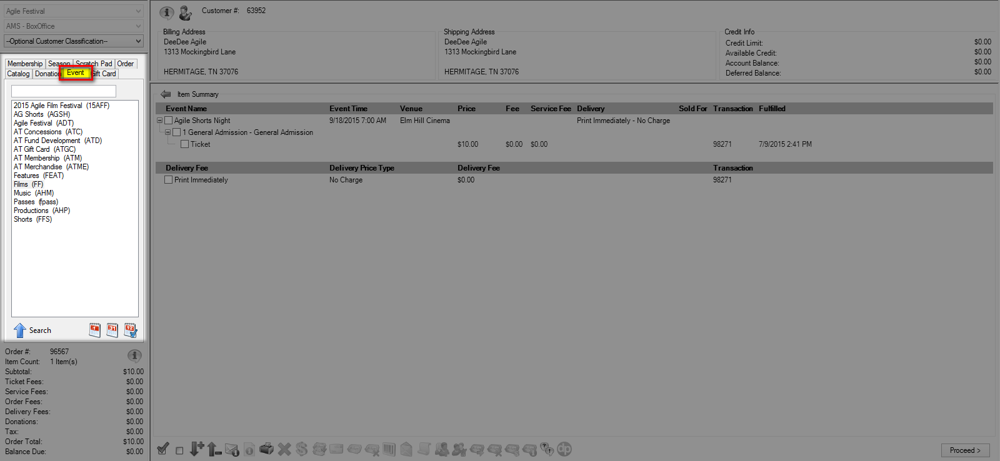 Agile Festival
AMS - BoxOffice
--Optional Customer Classification--
Membership Season Scratch Pad Order
Catalog Donation Event Gift Card
2015 Agile Film Festival (15AFF)
AG Shorts (AGSH)
Agile Festival (ADT)
AT Concessions (ATC)
AT Fund Development (ATD)
AT Gift Card (ATGC)
AT Membership (ATM)
AT Merchandise (ATME)
Features (FEAT)
Films (FF)
Music (AHM)
Passes (fpass)
Productions (AHP)
Shorts (FFS)
Search
Order #: 96567
Item Count: 1 Item(s)
Subtotal: $10.00
Ticket Fees: $0.00
Service Fees: $0.00
Order Fees: $0.00
Delivery Fees: $0.00
Donations: $0.00
Tax: $0.00
Order Total: $10.00
Balance Due: $0.00
Customer #: 63952
Billing Address
DeeDee Agile
1313 Mockingbird Lane
HERMITAGE, TN 37076
Shipping Address
DeeDee Agile
1313 Mockingbird Lane
HERMITAGE, TN 37076
Credit Info
Credit Limit: $0.00
Available Credit: $0.00
Account Balance: $0.00
Deferred Balance: $0.00
Item Summary
Event Name Event Time Venue Price Fee Service Fee Delivery Sold For Transaction Fulfilled
Agile Shorts Night 9/18/2015 7:00 AM Elm Hill Cinema Print Immediately - No Charge
1 General Admission - General Admission
Ticket $10.00 $0.00 $0.00 98271 7/9/2015 2:41 PM
Delivery Fee Delivery Price Type Delivery Fee Transaction
Print Immediately No Charge $0.00 98271
dp
Proceed >